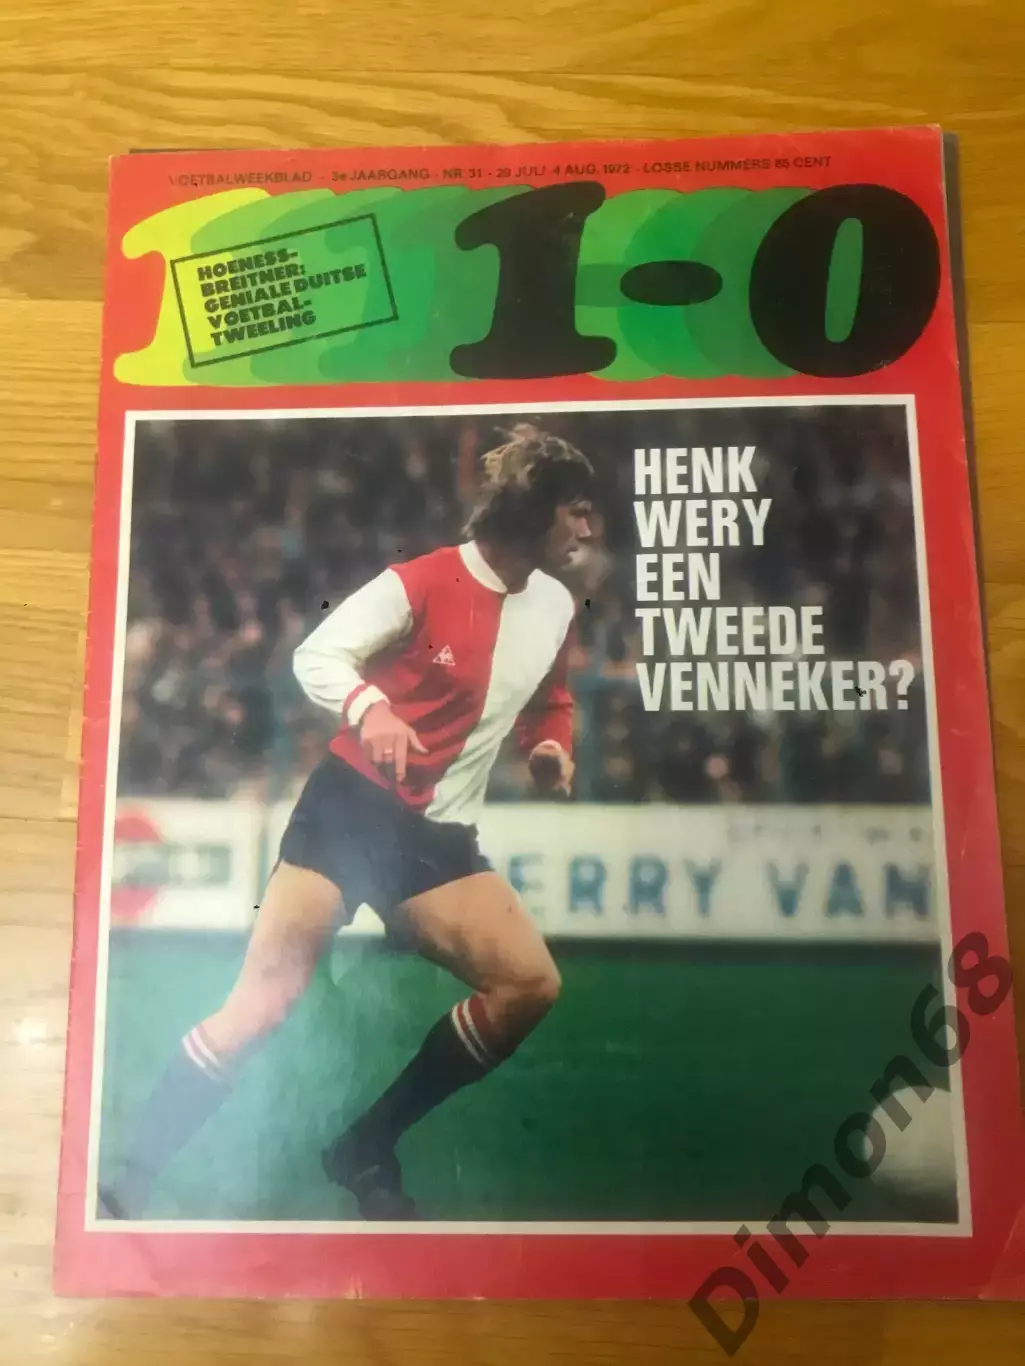 VOETBALWEEKBLAD - 3e JAARGANG - NR 31 - 29 JULI - 4 AUG. 1972 - LOSSE NUMMERS 85 CENT
1-0
HOENESS-
BREITNER:
GENIALE DUITSE
VOETBAL-
TWEELING
HENK
WERY
EEN
TWEEDE
VENNEKER?
ERRY VAN
Dimon68